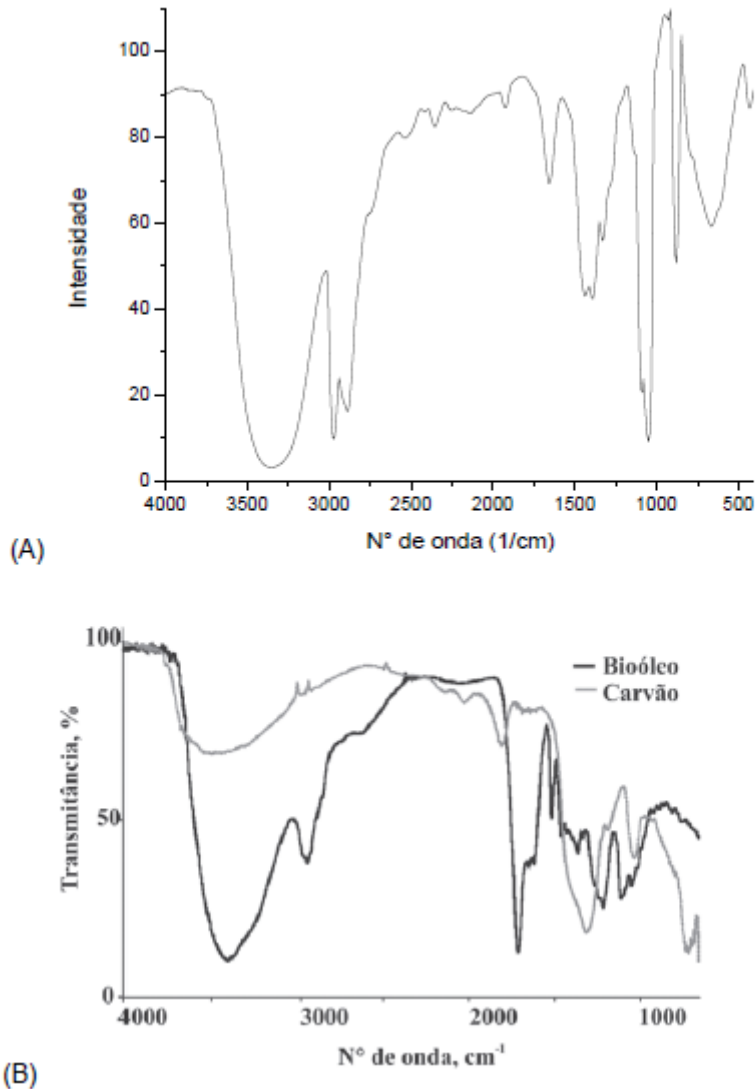 Intensidade
100
80
60
40
20
0
4000 3500 3000 2500 2000 1500 1000 500
N° de onda (1/cm)
(A)
Transmitância, %
100
50
0
Bioóleo
Carvão
4000 3000 2000 1000
N° de onda, cm⁻¹
(B)